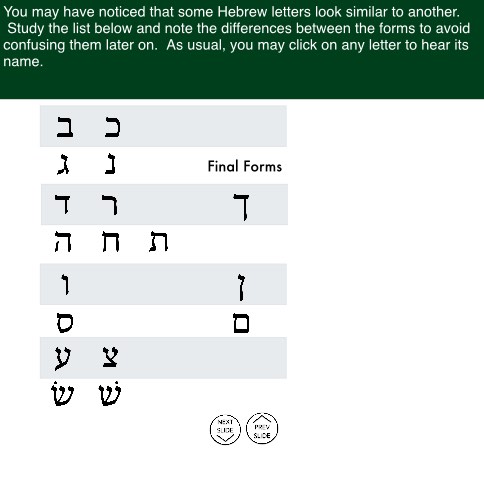 You may have noticed that some Hebrew letters look similar to another.
Study the list below and note the differences between the forms to avoid
confusing them later on.  As usual, you may click on any letter to hear its
name.
ב כ
ג נ Final Forms
ד ר ך
ה ח ת
ו ן
ס ם
ע צ
שׂ שׁ
NEXT SLIDE PREV SLIDE